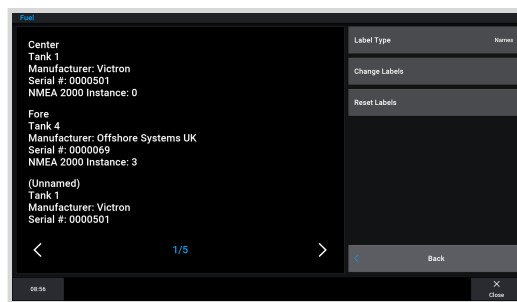 Fuel
Center
Tank 1
Manufacturer: Victron
Serial #: 0000501
NMEA 2000 Instance: 0
Fore
Tank 4
Manufacturer: Offshore Systems UK
Serial #: 0000069
NMEA 2000 Instance: 3
(Unnamed)
Tank 1
Manufacturer: Victron
Serial #: 0000501
1/5
Label Type Names
Change Labels
Reset Labels
Back
08:56
Close